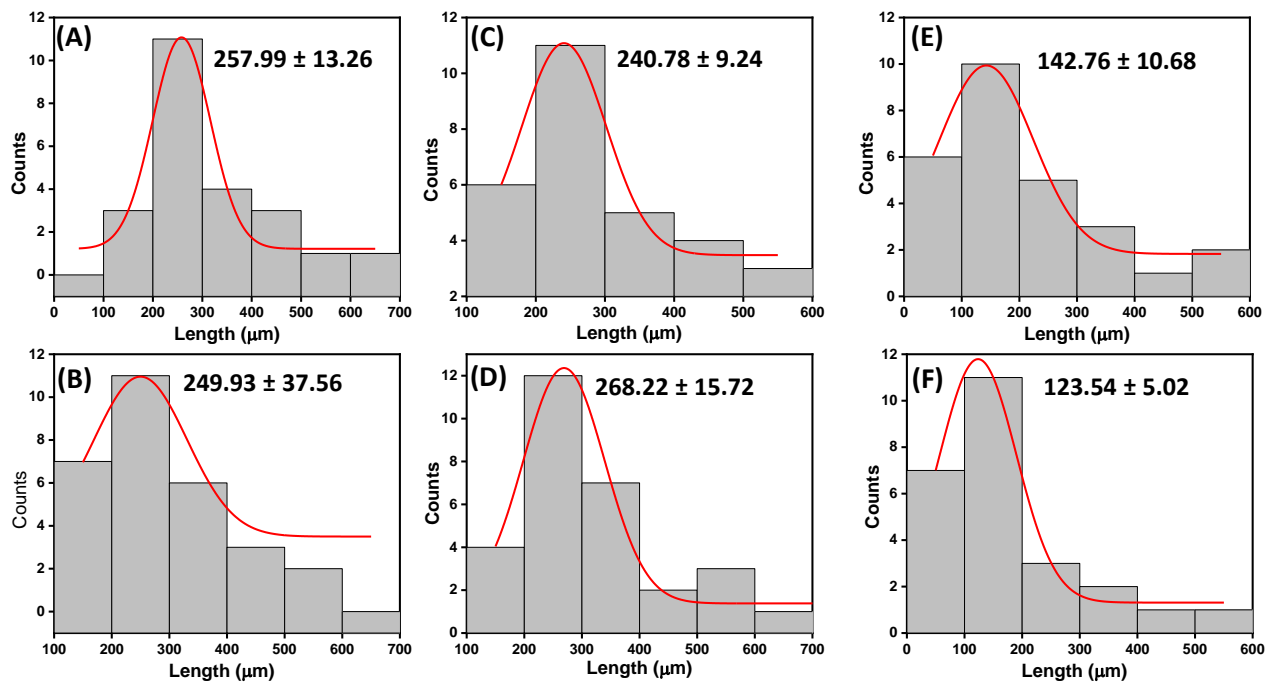 (A)
257.99 ± 13.26
Counts
12
10
8
6
4
2
0
0 100 200 300 400 500 600 700
Length (µm)
(C)
240.78 ± 9.24
Counts
12
10
8
6
4
2
100 200 300 400 500 600
Length (µm)
(E)
142.76 ± 10.68
Counts
12
10
8
6
4
2
0
0 100 200 300 400 500 600
Length (µm)
(B)
249.93 ± 37.56
Counts
12
10
8
6
4
2
0
100 200 300 400 500 600 700
Length (µm)
(D)
268.22 ± 15.72
Counts
12
10
8
6
4
2
0
100 200 300 400 500 600 700
Length (µm)
(F)
123.54 ± 5.02
Counts
12
10
8
6
4
2
0
0 100 200 300 400 500 600
Length (µm)